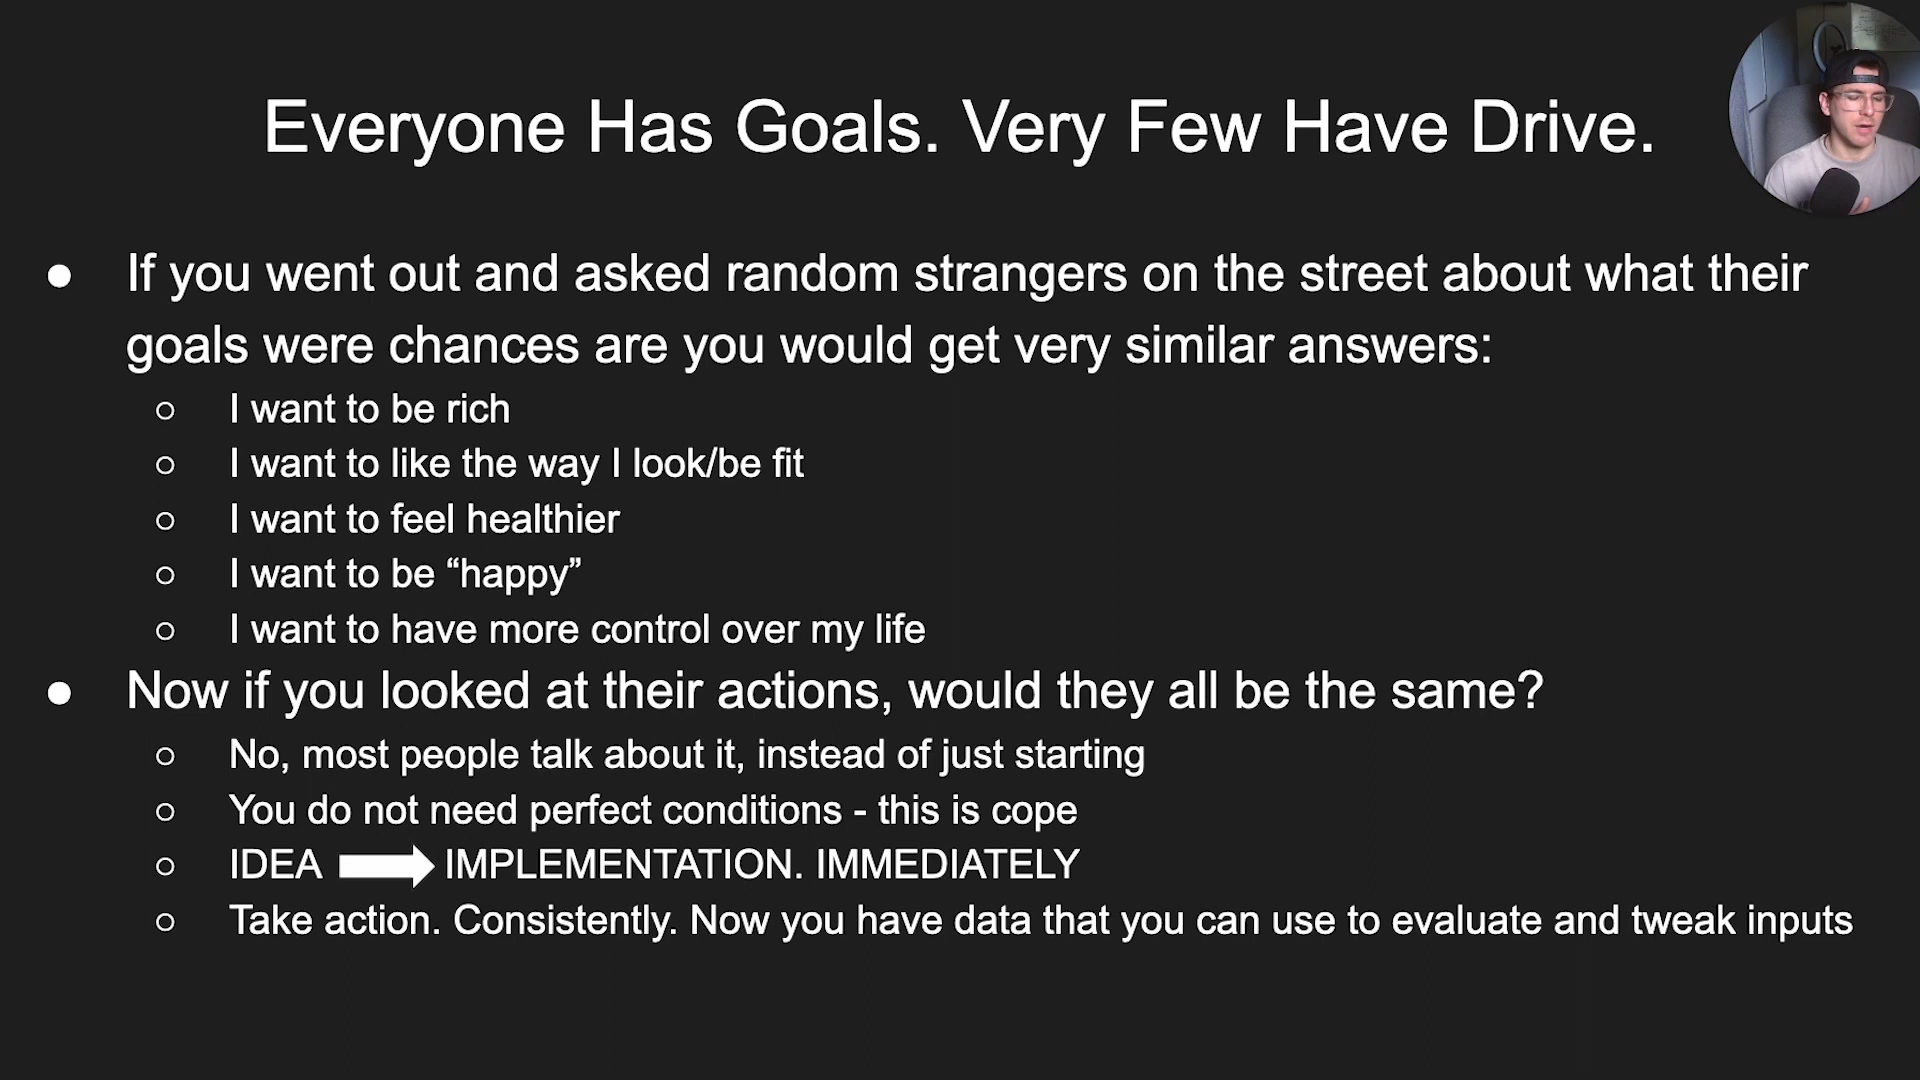 Everyone Has Goals. Very Few Have Drive.
● If you went out and asked random strangers on the street about what their
goals were chances are you would get very similar answers:
○ I want to be rich
○ I want to like the way I look/be fit
○ I want to feel healthier
○ I want to be “happy”
○ I want to have more control over my life
● Now if you looked at their actions, would they all be the same?
○ No, most people talk about it, instead of just starting
○ You do not need perfect conditions - this is cope
○ IDEA ➡ IMPLEMENTATION. IMMEDIATELY
○ Take action. Consistently. Now you have data that you can use to evaluate and tweak inputs